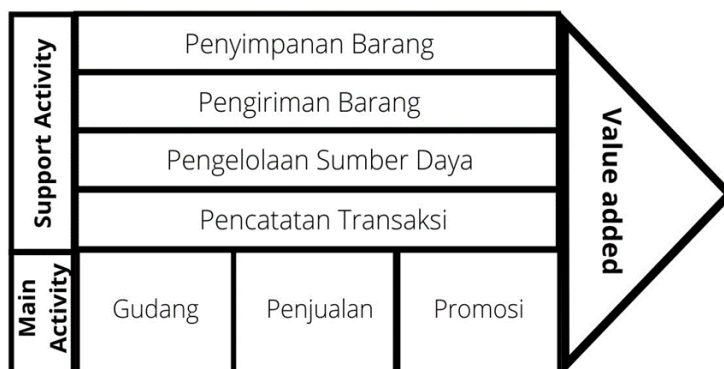 Support Activity
Penyimpanan Barang
Pengiriman Barang
Pengelolaan Sumber Daya
Pencatatan Transaksi
Main
Activity
Gudang
Penjualan
Promosi
Value added